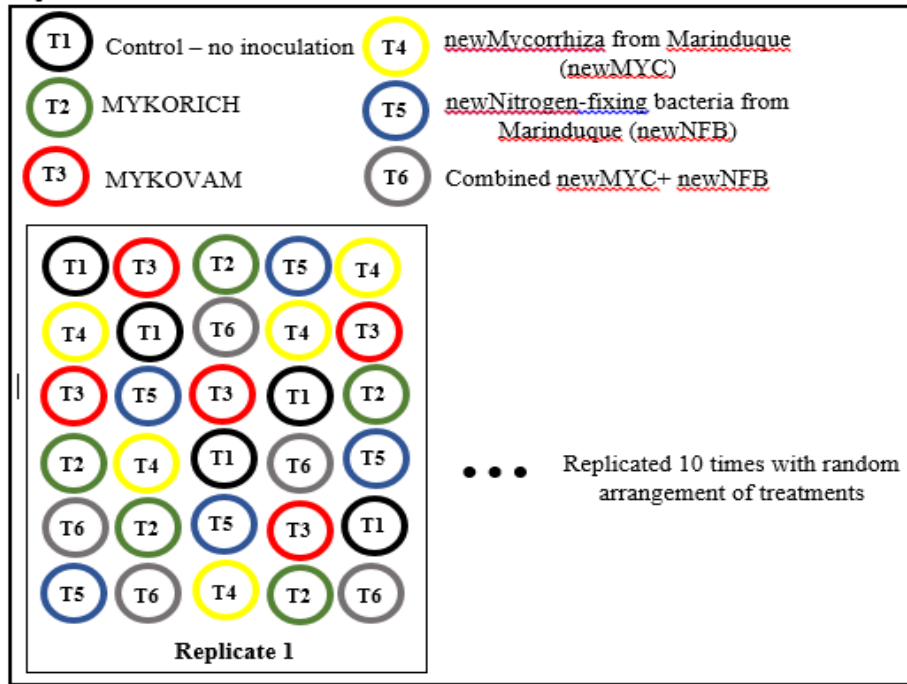 T1 Control – no inoculation
T4 newMycorrhiza from Marinduque
(newMYC)
T2 MYKORICH
T5 newNitrogen-fixing bacteria from
Marinduque (newNFB)
T3 MYKOVAM
T6 Combined newMYC+ newNFB
T1 T3 T2 T5 T4
T4 T1 T6 T4 T3
T3 T5 T3 T1 T2
T2 T4 T1 T6 T5
T6 T2 T5 T3 T1
T5 T6 T4 T2 T6
Replicate 1
••• Replicated 10 times with random
arrangement of treatments